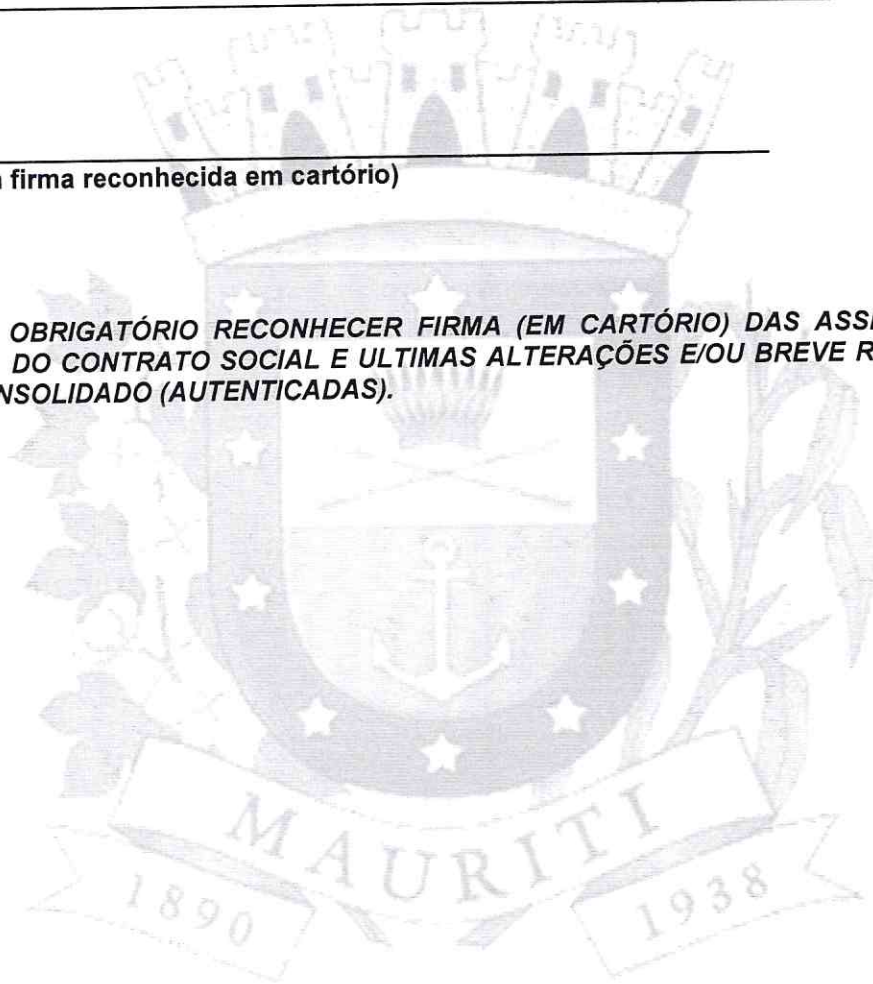 firma reconhecida em cartório)
OBRIGATÓRIO RECONHECER FIRMA (EM CARTÓRIO) DAS
DO CONTRATO SOCIAL E ULTIMAS ALTERAÇÕES E/OU BREVE
(AUTENTICADAS).
MAURITI
1890
1938